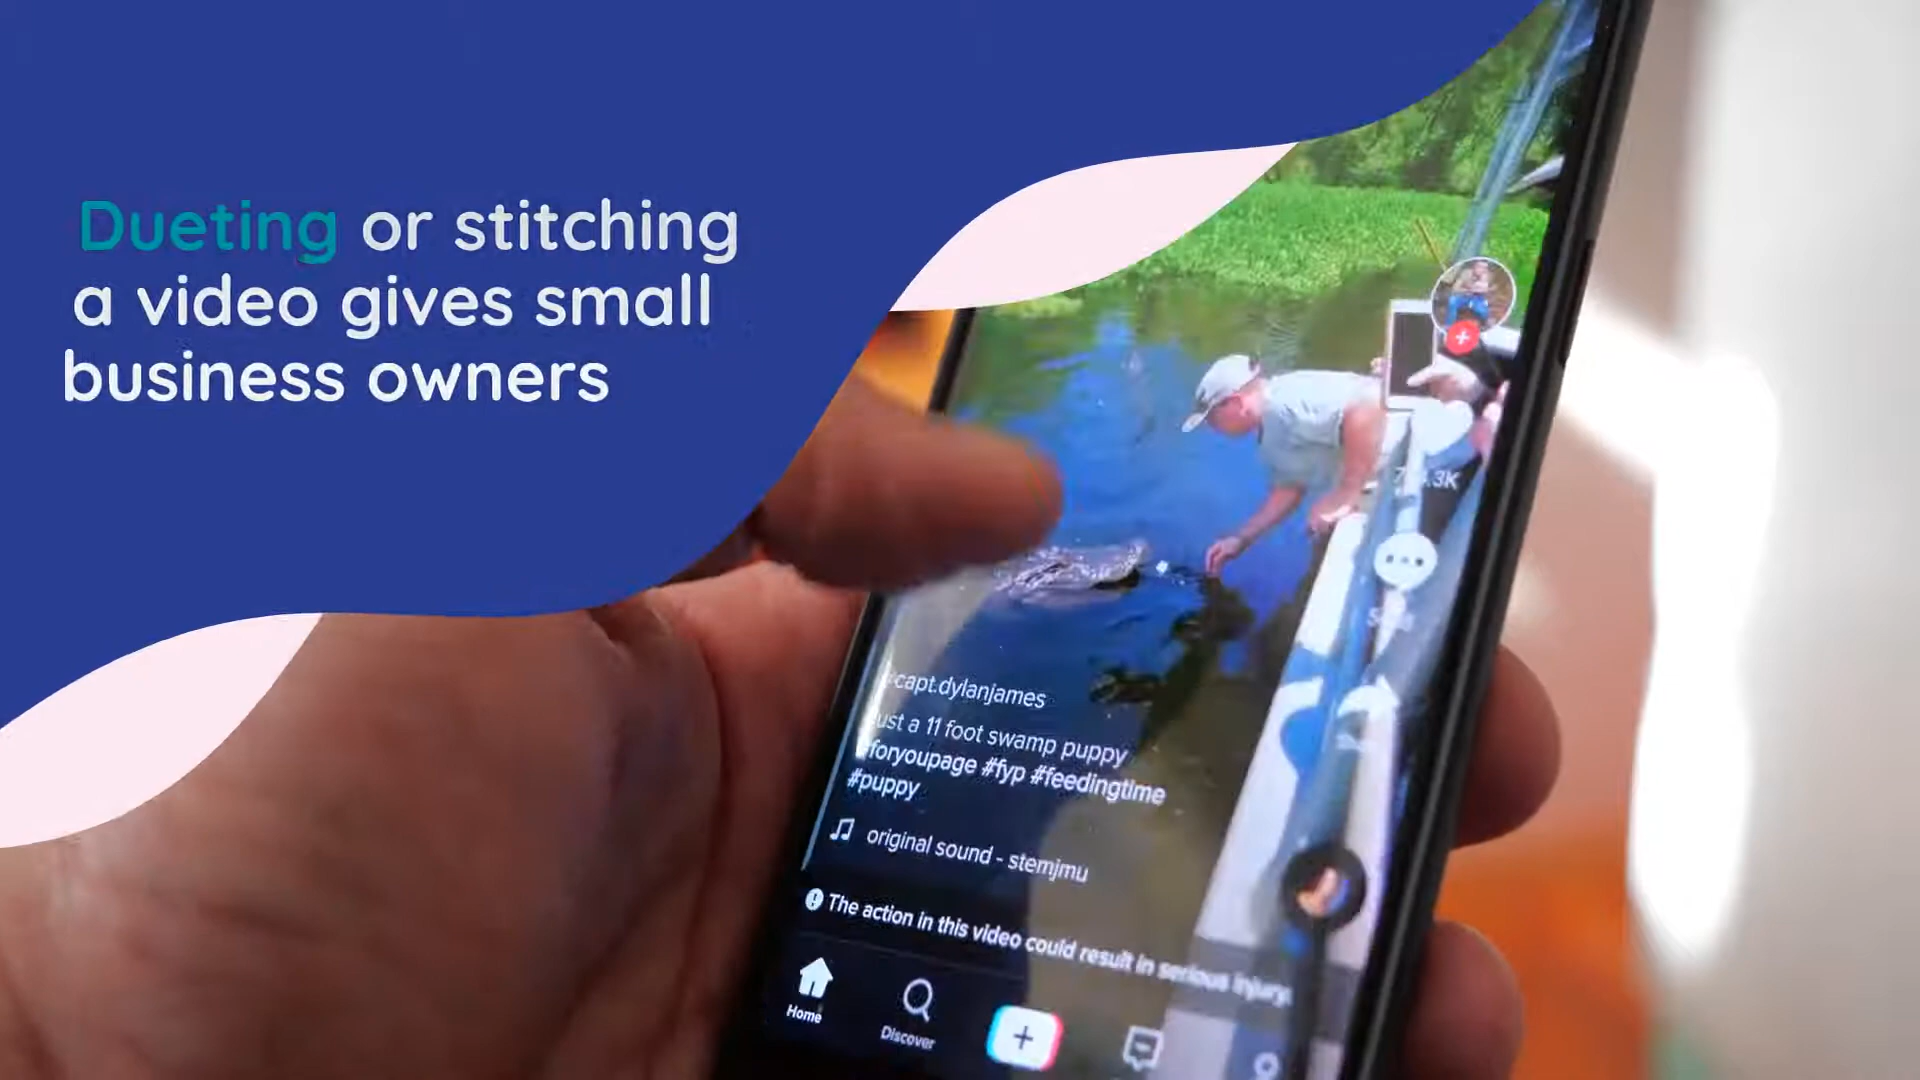 Dueting or stitching
a video gives small
business owners
capt.dylanjames
a 11 foot swamp puppy
foryoupage #fyp #feedingtime
#puppy
original sound - stemjmu
The action in this video could result in serious injury.
Home
Discover